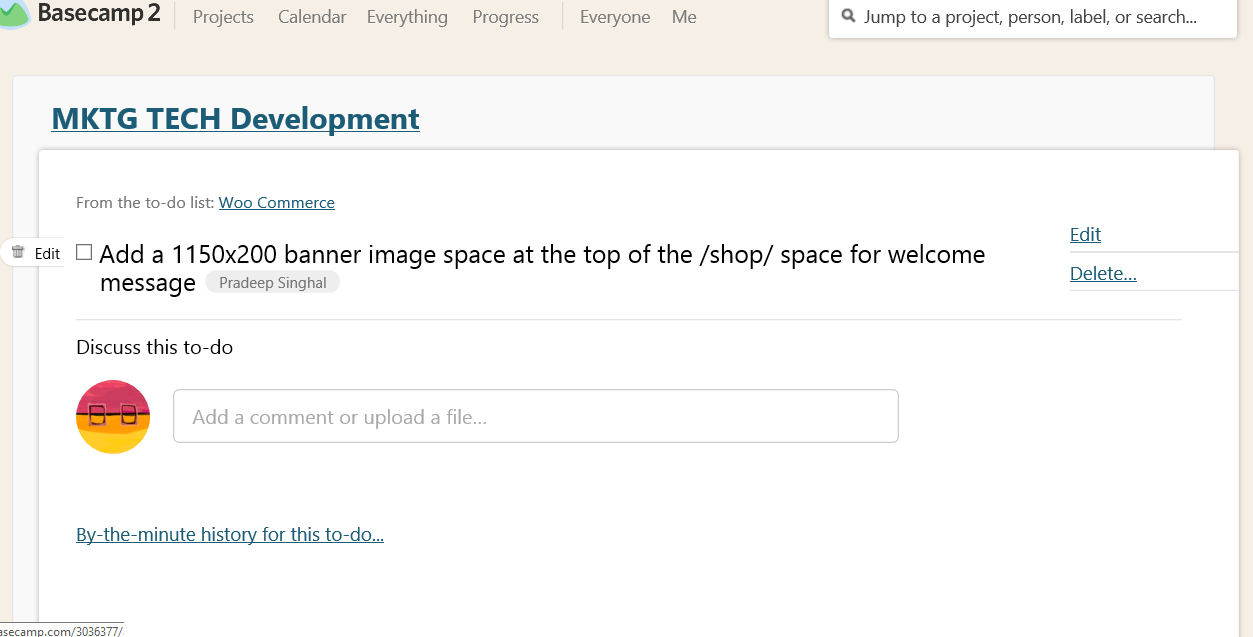 Basecamp 2 Projects Calendar Everything Progress Everyone Me Jump to a project, person, label, or search...
MKTG TECH Development
From the to-do list: Woo Commerce
Edit
Edit Add a 1150x200 banner image space at the top of the /shop/ space for welcome
message Pradeep Singhal
Delete...
Discuss this to-do
Add a comment or upload a file...
By-the-minute history for this to-do...
asecamp.com/3036377/